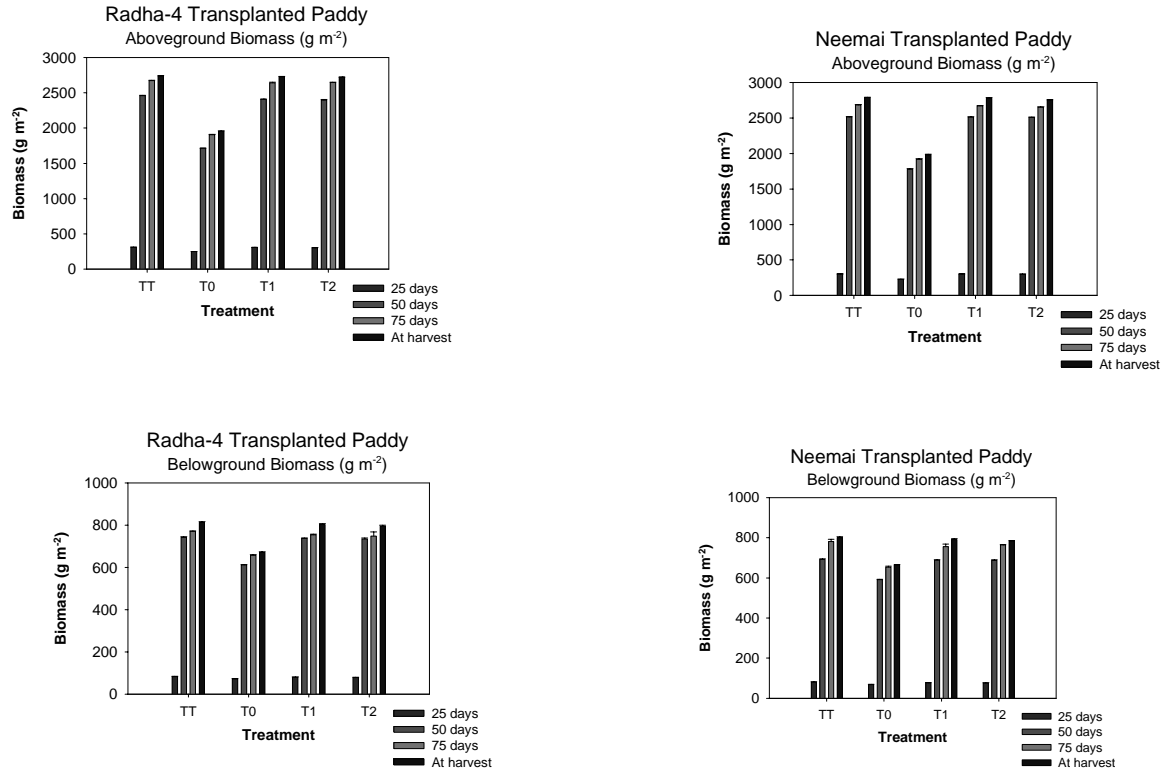 Radha-4 Transplanted Paddy
Aboveground Biomass (g m-2)
3000
2500
2000
1500
1000
500
0
Biomass (g m-2)
TT T0 T1 T2
Treatment
25 days
50 days
75 days
At harvest
Neemai Transplanted Paddy
Aboveground Biomass (g m-2)
3000
2500
2000
1500
1000
500
0
Biomass (g m-2)
TT T0 T1 T2
Treatment
25 days
50 days
75 days
At harvest
Radha-4 Transplanted Paddy
Belowground Biomass (g m-2)
1000
800
600
400
200
0
Biomass (g m-2)
TT T0 T1 T2
Treatment
25 days
50 days
75 days
At harvest
Neemai Transplanted Paddy
Belowground Biomass (g m-2)
1000
800
600
400
200
0
Biomass (g m-2)
TT T0 T1 T2
Treatment
25 days
50 days
75 days
At harvest